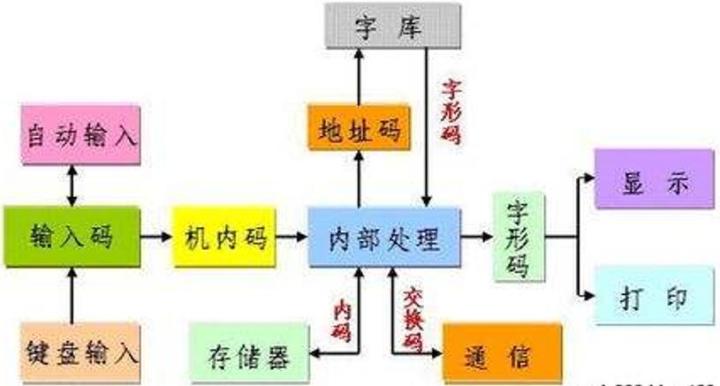 字 库
字形码
自动输入
地址码
显 示
输入码
机内码
内部处理
字形码
内码
交换码
打 印
键盘输入
存储器
通 信